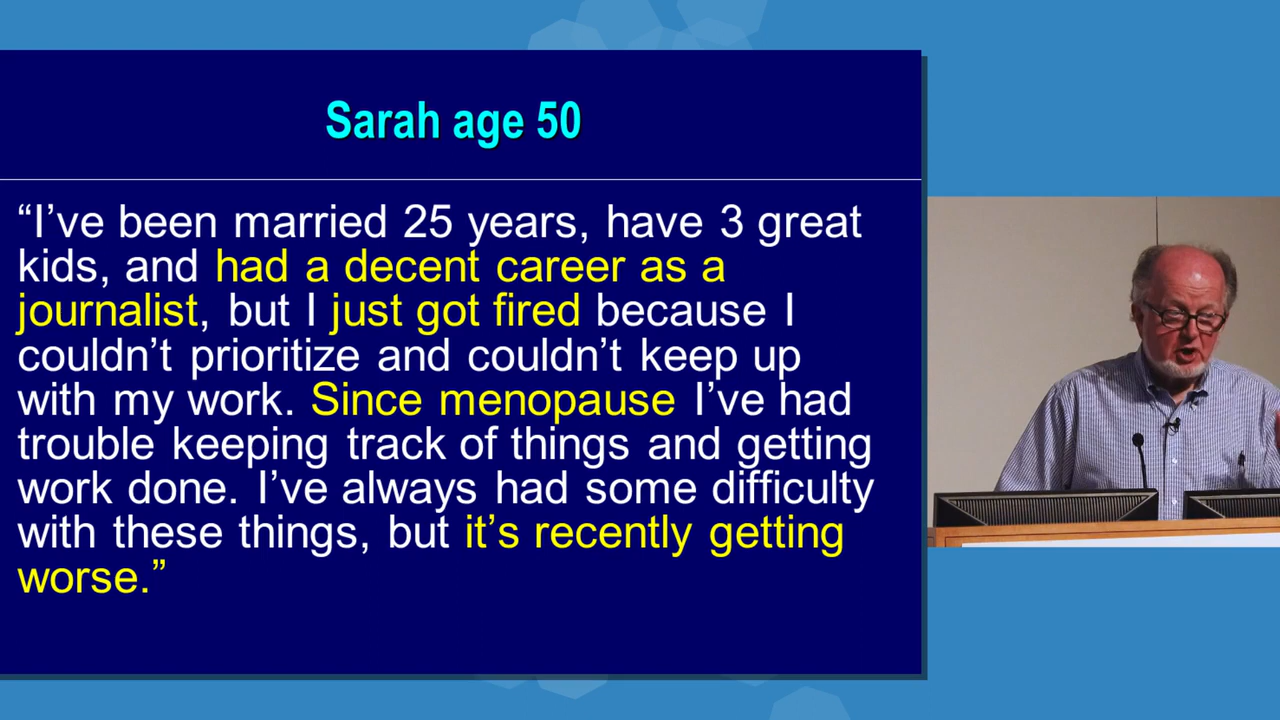 Sarah age 50
“I’ve been married 25 years, have 3 great
kids, and had a decent career as a
journalist, but I just got fired because I
couldn’t prioritize and couldn’t keep up
with my work. Since menopause I’ve had
trouble keeping track of things and getting
work done. I’ve always had some difficulty
with these things, but it’s recently getting
worse.”